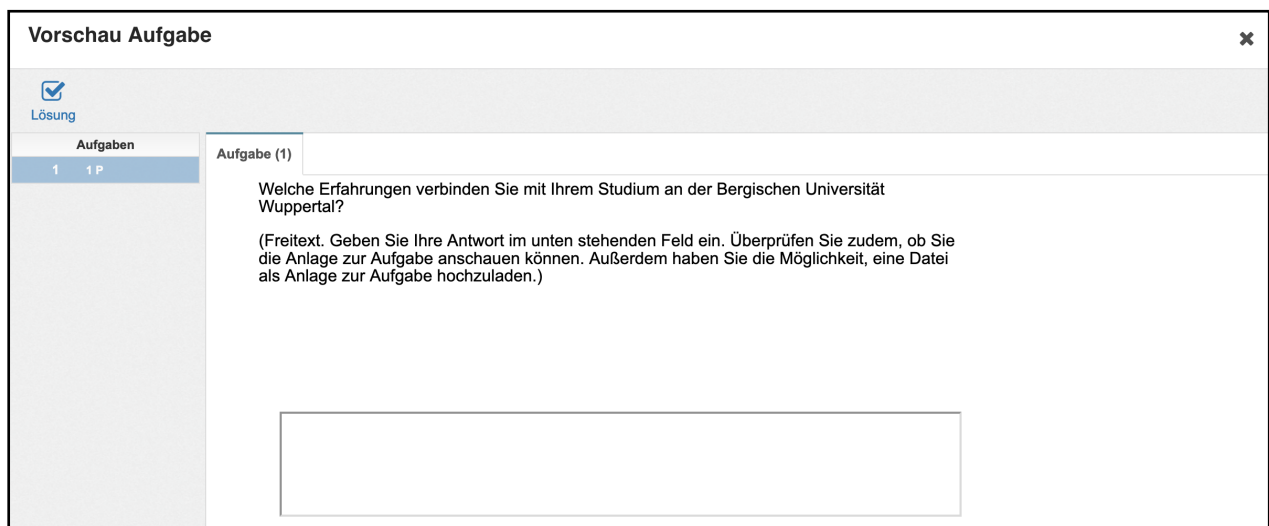 Vorschau Aufgabe
Lösung
Aufgaben
1 1 P
Aufgabe (1)
Welche Erfahrungen verbinden Sie mit Ihrem Studium an der Bergischen Universität
Wuppertal?
(Freitext. Geben Sie Ihre Antwort im unten stehenden Feld ein. Überprüfen Sie zudem, ob Sie
die Anlage zur Aufgabe anschauen können. Außerdem haben Sie die Möglichkeit, eine Datei
als Anlage zur Aufgabe hochzuladen.)